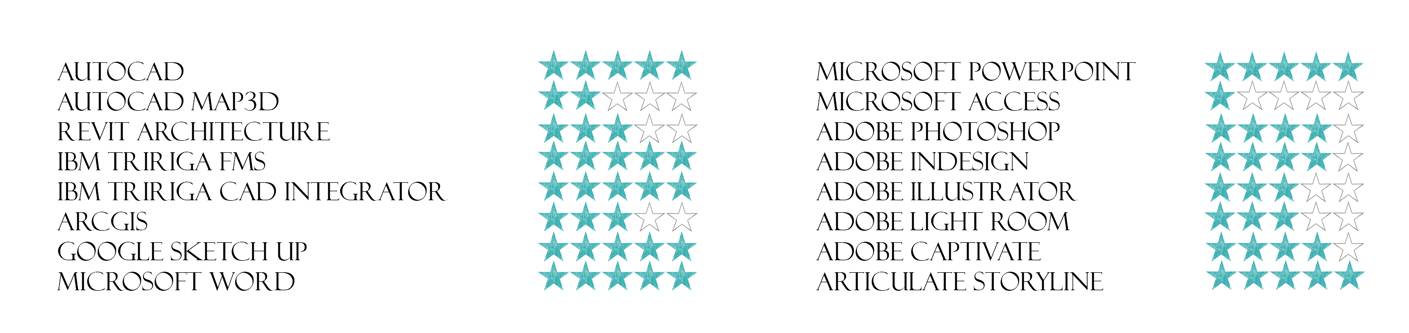 AUTOCAD
AUTOCAD MAP3D
REVIT ARCHITECTURE
IBM TRIRIGA FMS
IBM TRIRIGA CAD INTEGRATOR
ARCGIS
GOOGLE SKETCH UP
MICROSOFT WORD
MICROSOFT POWERPOINT
MICROSOFT ACCESS
ADOBE PHOTOSHOP
ADOBE INDESIGN
ADOBE ILLUSTRATOR
ADOBE LIGHT ROOM
ADOBE CAPTIVATE
ARTICULATE STORYLINE